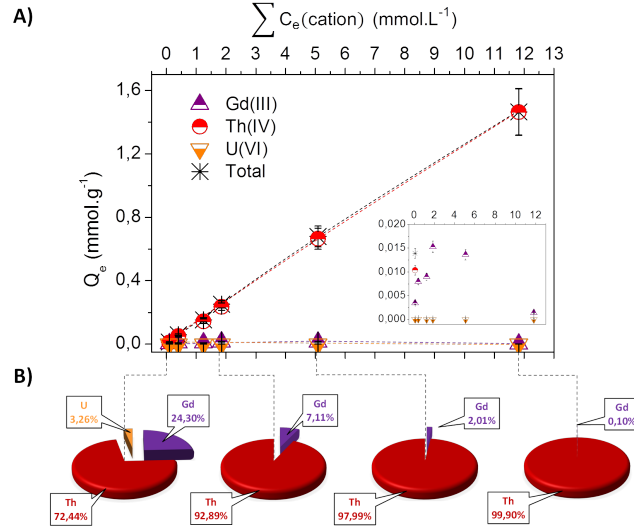 A)
∑ Cₑ(cation) (mmol.L⁻¹)
0 1 2 3 4 5 6 7 8 9 10 11 12 13
Qₑ (mmol.g⁻¹)
1,6
1,2
0,8
0,4
0,0
Gd(III)
Th(IV)
U(VI)
Total
0 2 4 6 8 10 12
0,020
0,015
0,010
0,005
0,000
B)
U
3,26%
Gd
24,30%
Th
72,44%
Gd
7,11%
Th
92,89%
Gd
2,01%
Th
97,99%
Gd
0,10%
Th
99,90%